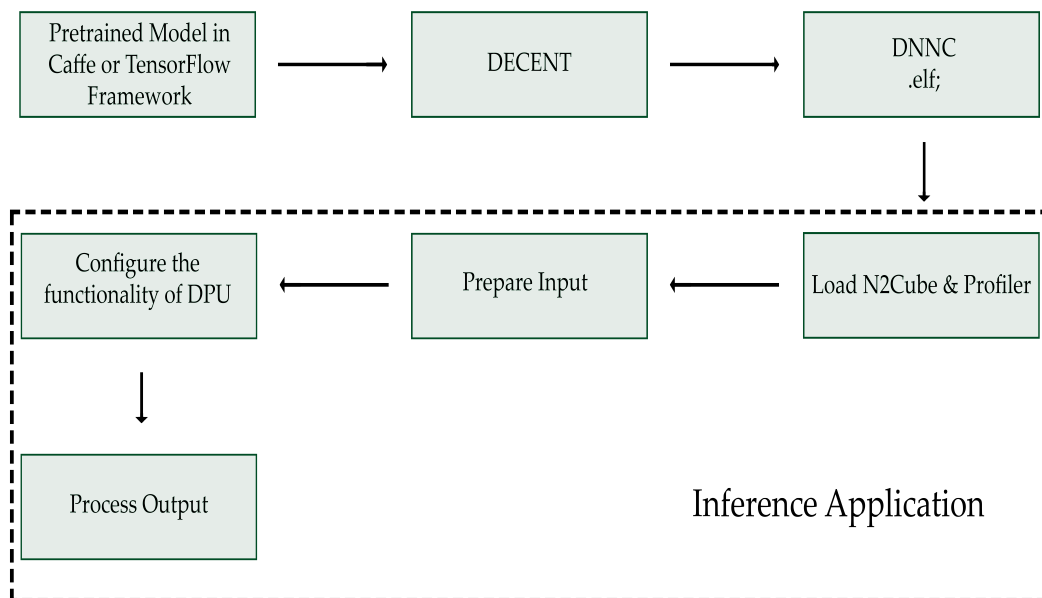 Pretrained Model in
Caffe or TensorFlow
Framework
DECENT
DNNC
.elf;
Configure the
functionality of DPU
Prepare Input
Load N2Cube & Profiler
Process Output
Inference Application